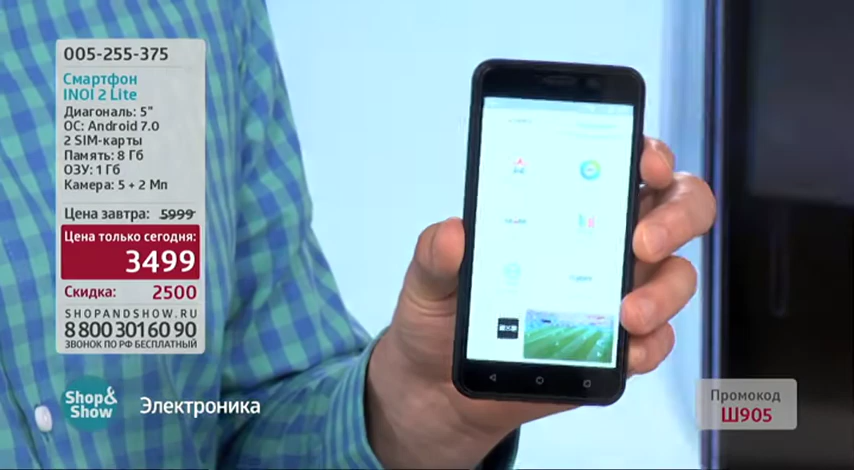 005-255-375
Смартфон
INOI 2 Lite
Диагональ: 5"
ОС: Android 7.0
2 SIM-карты
Память: 8 Гб
ОЗУ: 1 Гб
Камера: 5 + 2 Мп
Цена завтра: 5999
Цена только сегодня:
3499
Скидка: 2500
SHOPANDSHOW.RU
8 800 301 60 90
ЗВОНОК ПО РФ БЕСПЛАТНЫЙ
Shop&
Show
Электроника
Промокод
Ш905